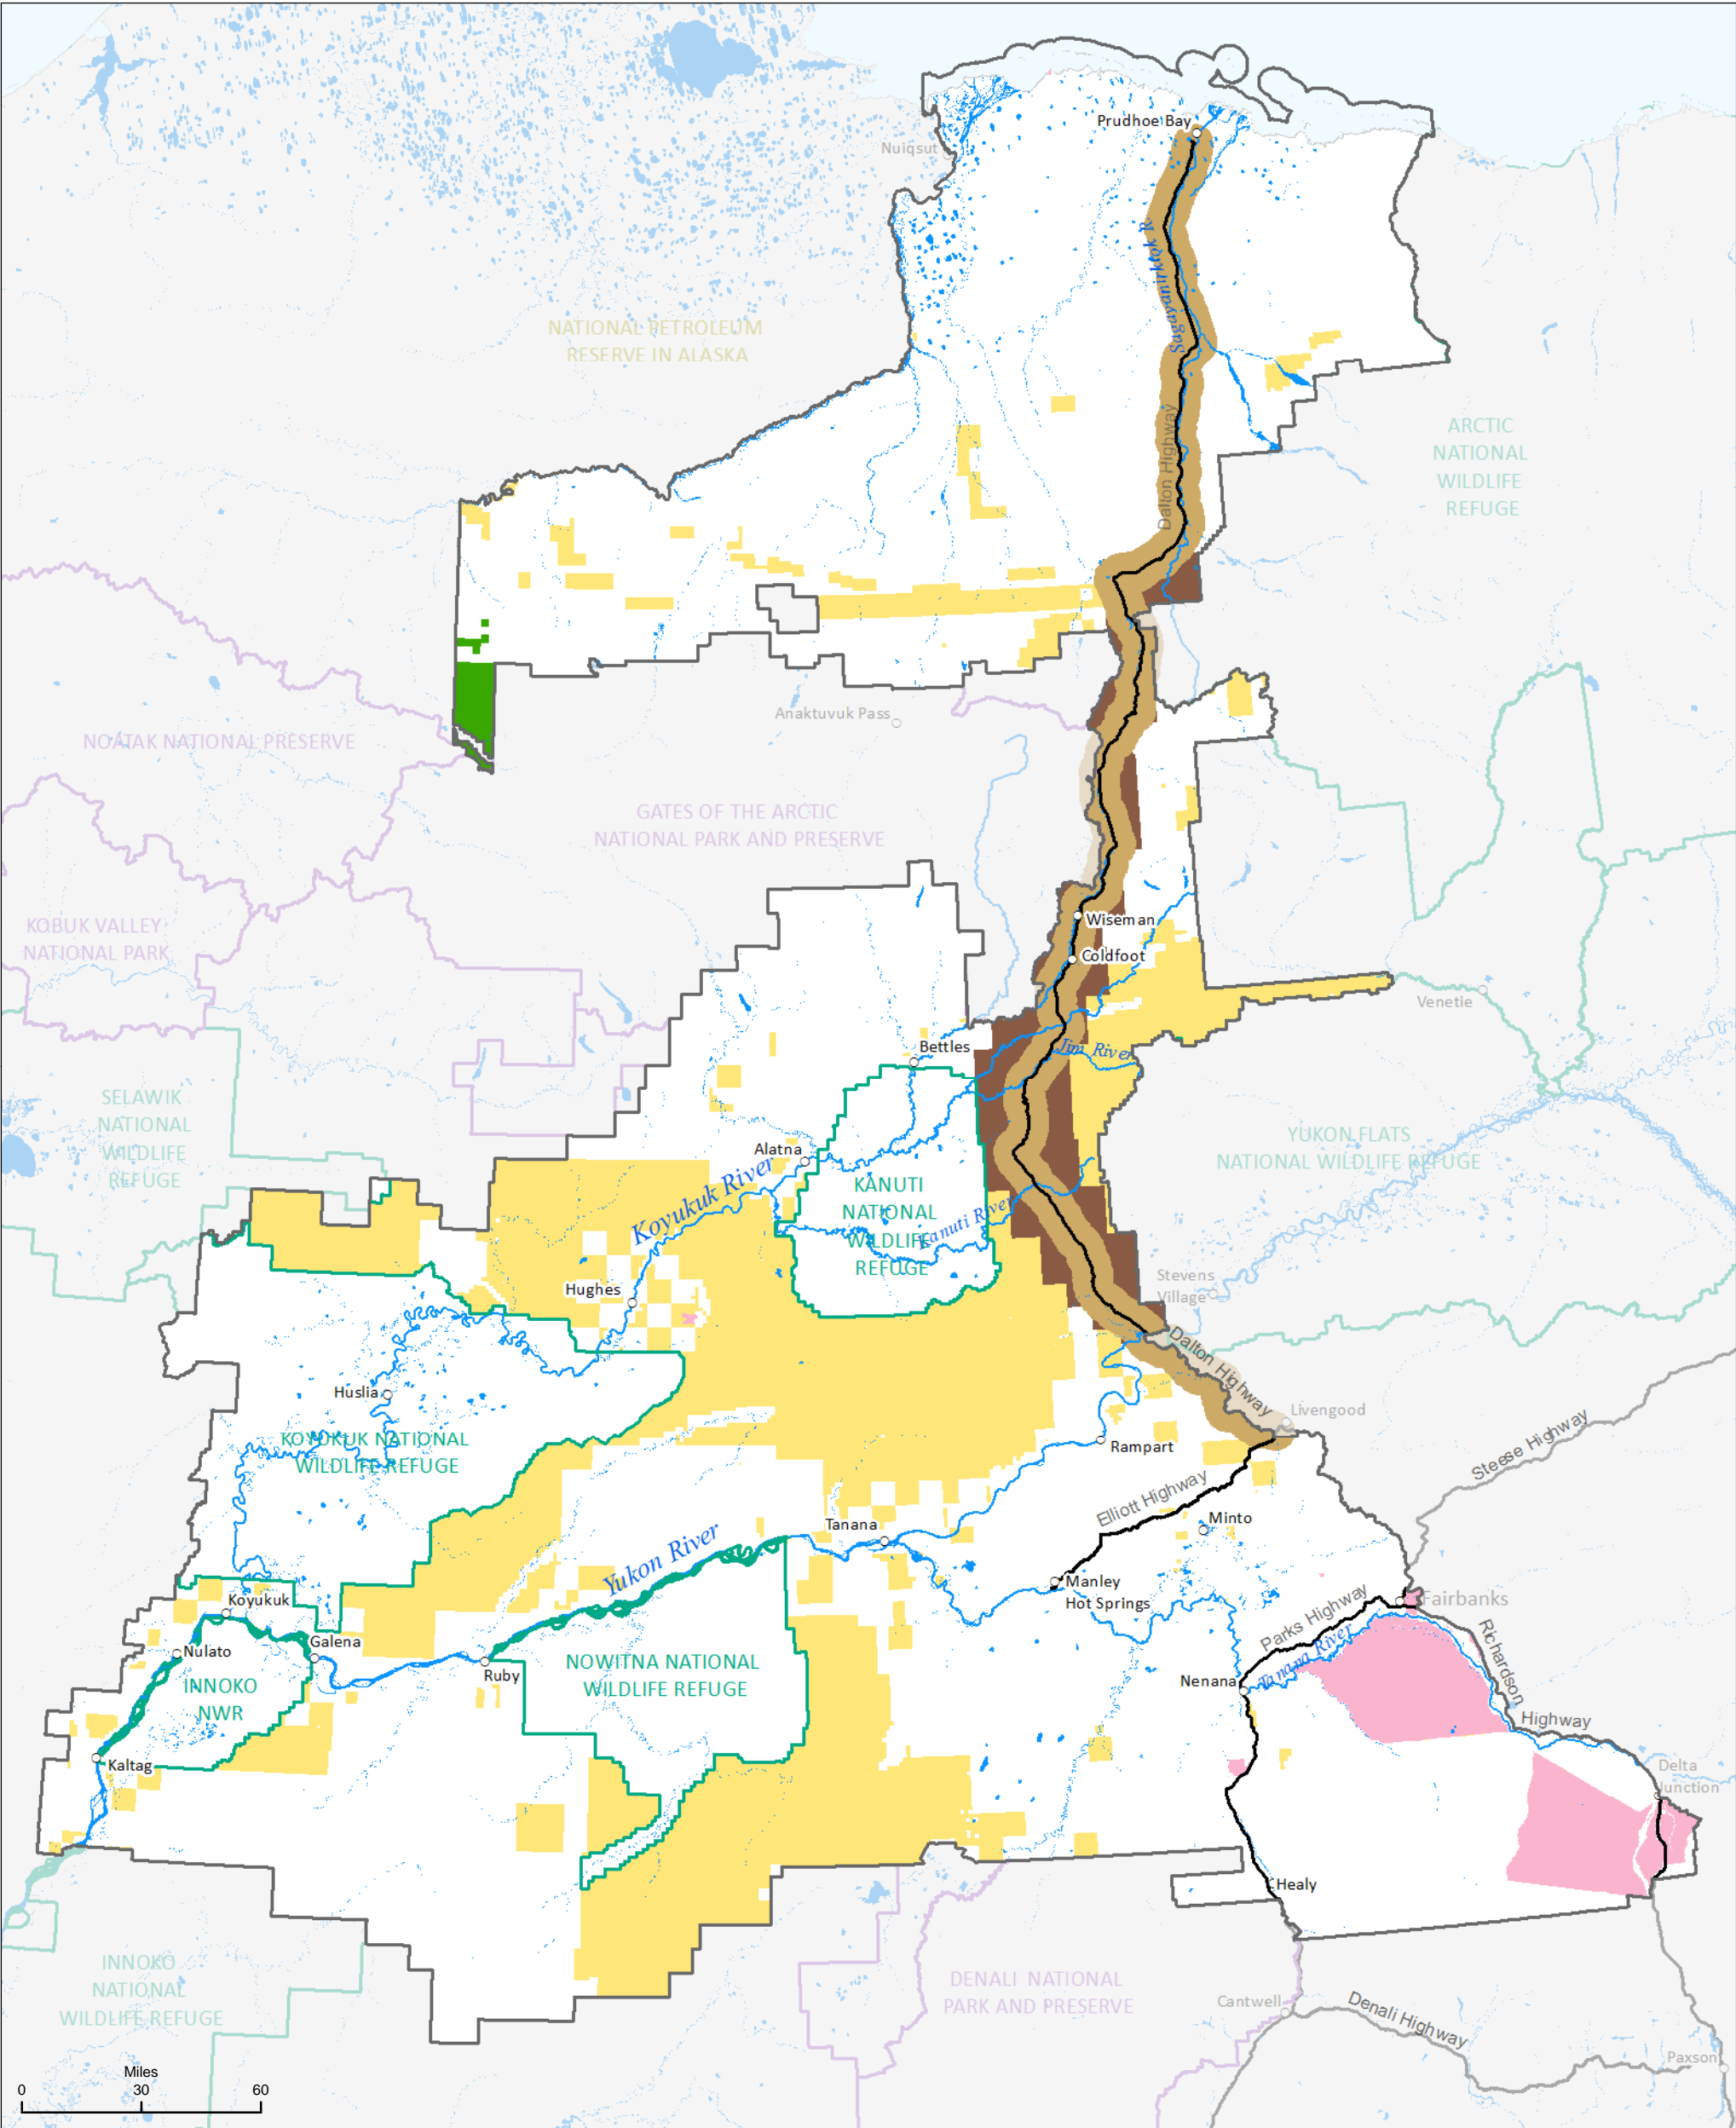 Prudhoe Bay
Nuiqsut
Sagavanirktok R.
NATIONAL PETROLEUM
RESERVE IN ALASKA
Dalton Highway
ARCTIC
NATIONAL
WILDLIFE
REFUGE
Anaktuvuk Pass
NOATAK NATIONAL PRESERVE
GATES OF THE ARCTIC
NATIONAL PARK AND PRESERVE
KOBUK VALLEY
NATIONAL PARK
Wiseman
Coldfoot
Venetie
Bettles
Jim River
SELAWIK
NATIONAL
WILDLIFE
REFUGE
Alatna
YUKON FLATS
NATIONAL WILDLIFE REFUGE
Koyukuk River
KANUTI
NATIONAL
WILDLIFE
REFUGE
Kanuti River
Hughes
Stevens
Village
Dalton Highway
Huslia
Livengood
KOYUKUK NATIONAL
WILDLIFE REFUGE
Rampart
Steese Highway
Elliott Highway
Minto
Tanana
Yukon River
Manley
Hot Springs
Koyukuk
Parks Highway
Fairbanks
Nulato
Galena
Richardson
Highway
Ruby
NOWITNA NATIONAL
WILDLIFE REFUGE
Tanana River
Nenana
INNOKO
NWR
Kaltag
Delta
Junction
Healy
INNOKO
NATIONAL
WILDLIFE REFUGE
DENALI NATIONAL
PARK AND PRESERVE
Cantwell
Denali Highway
Paxson
Miles
0 30 60